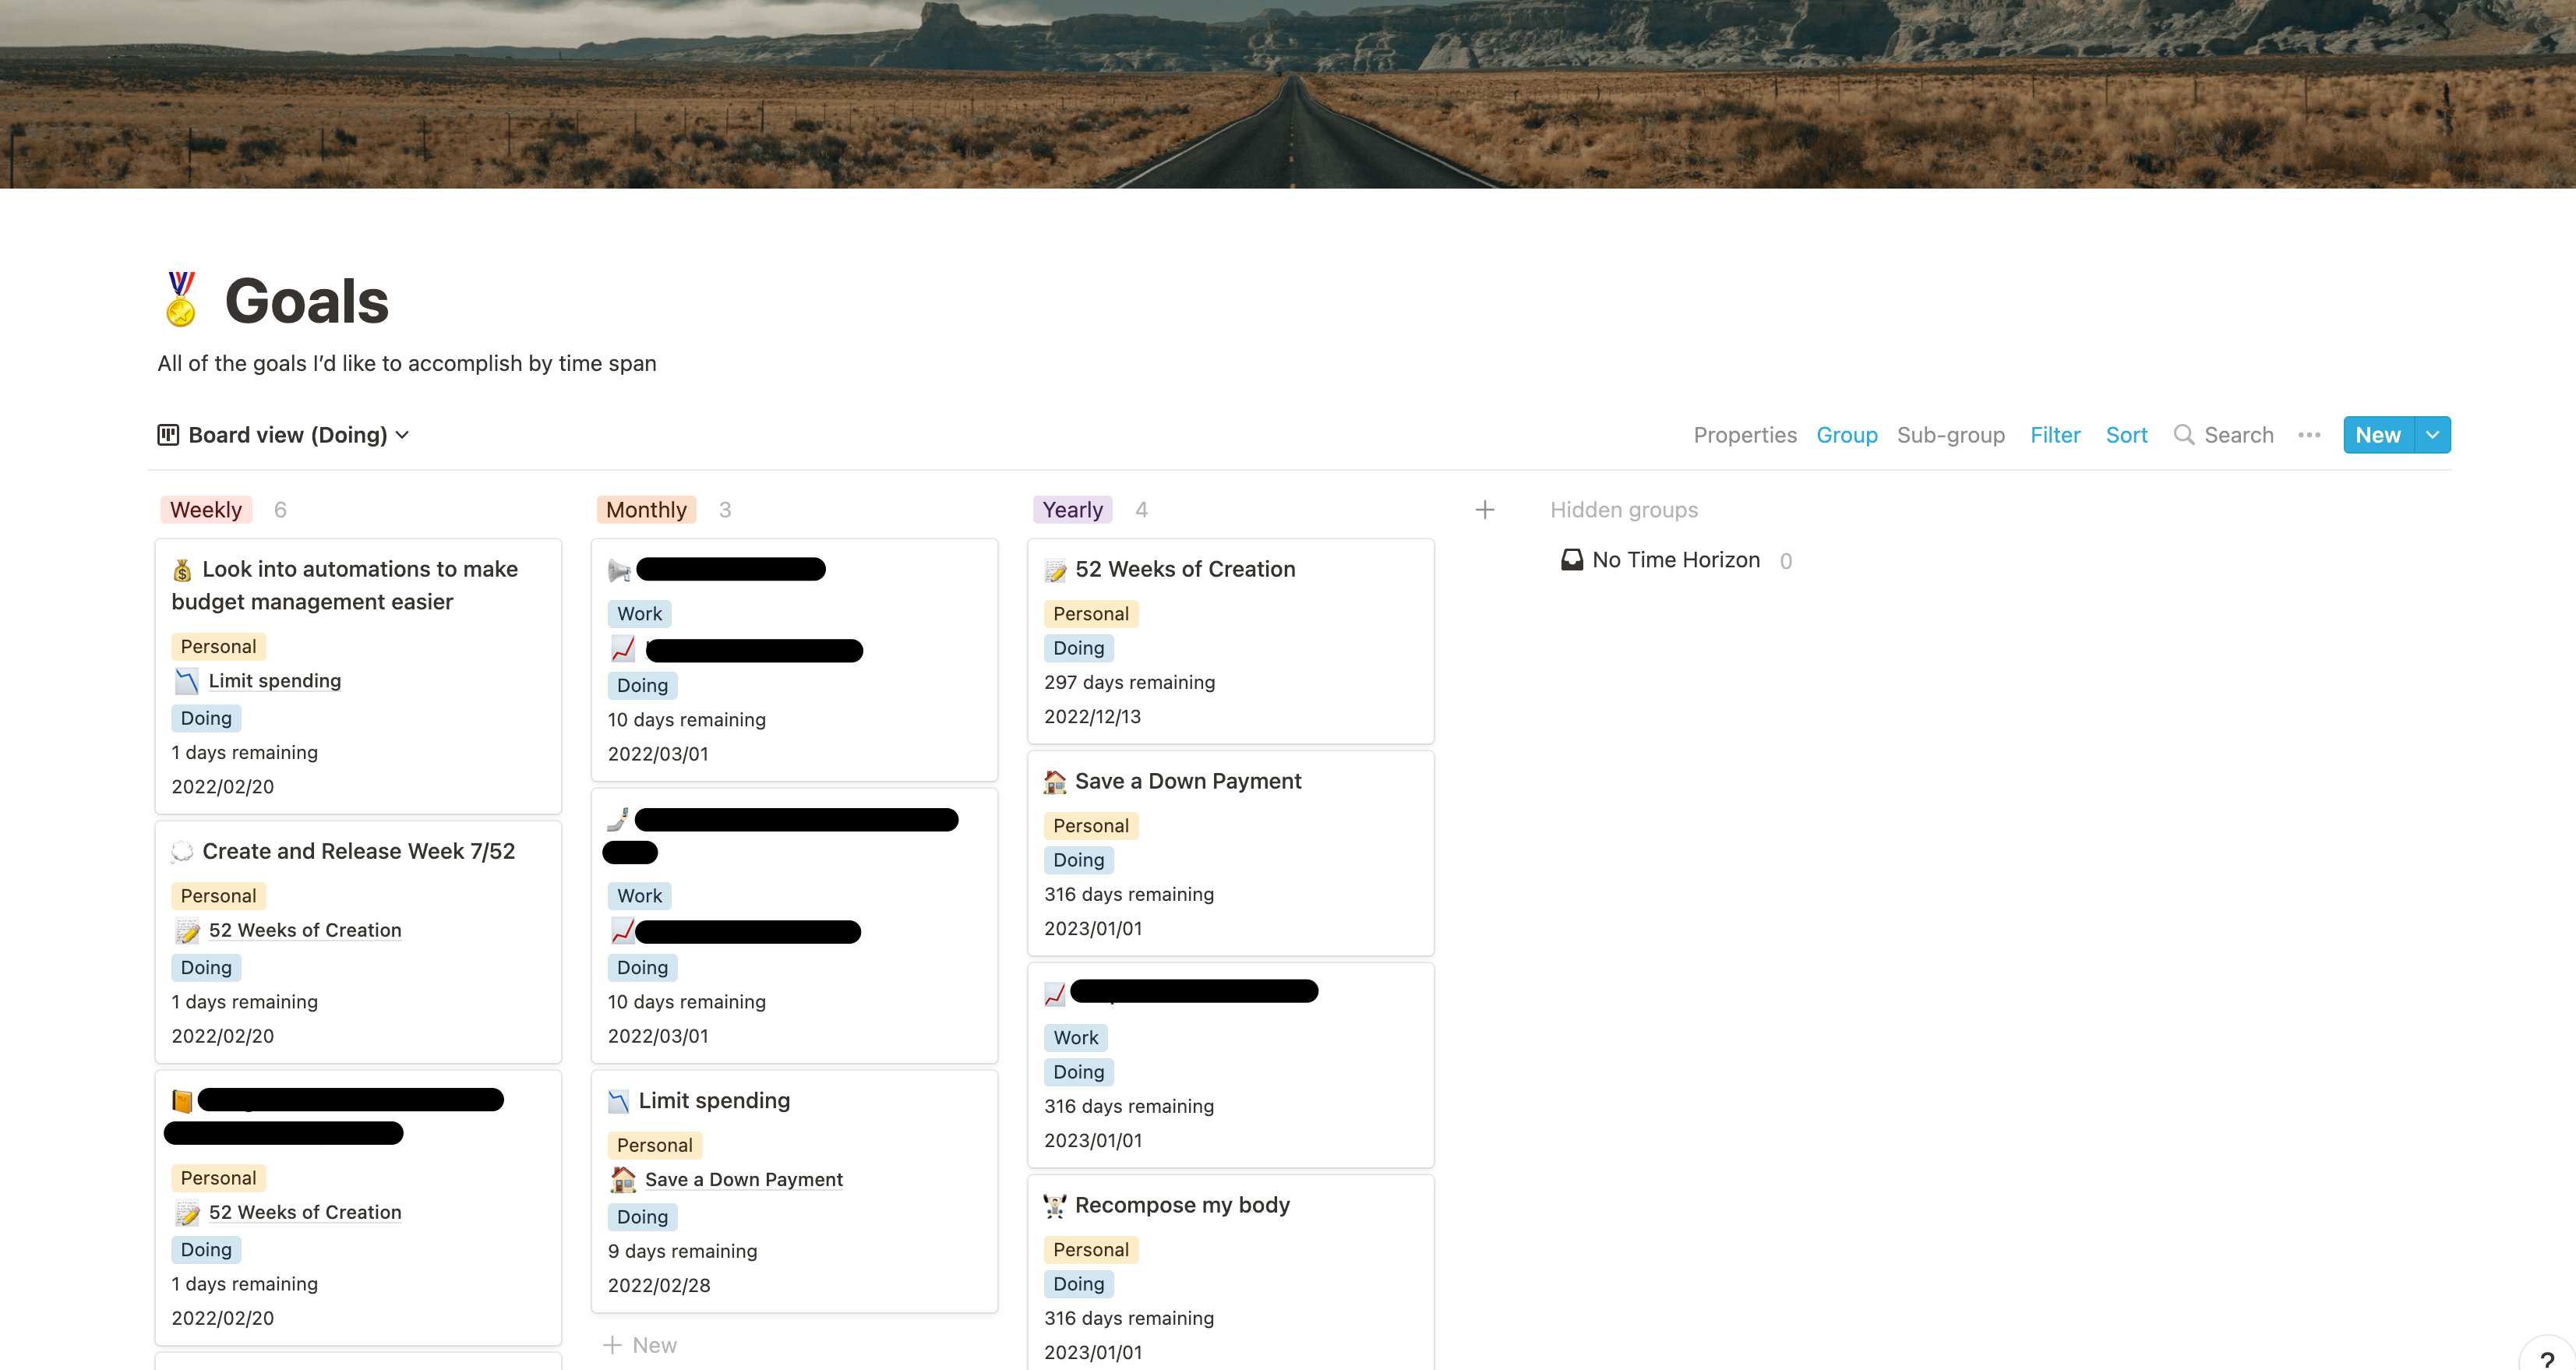 Goals
All of the goals I'd like to accomplish by time span
Board view (Doing)
Properties Group Sub-group Filter Sort Search New
Weekly 6
Look into automations to make
budget management easier
Personal
Limit spending
Doing
1 days remaining
2022/02/20
Create and Release Week 7/52
Personal
52 Weeks of Creation
Doing
1 days remaining
2022/02/20
Personal
52 Weeks of Creation
Doing
1 days remaining
2022/02/20
Monthly 3
Work
Doing
10 days remaining
2022/03/01
Work
Doing
10 days remaining
2022/03/01
Limit spending
Personal
Save a Down Payment
Doing
9 days remaining
2022/02/28
+ New
Yearly 4
52 Weeks of Creation
Personal
Doing
297 days remaining
2022/12/13
Save a Down Payment
Personal
Doing
316 days remaining
2023/01/01
Work
Doing
316 days remaining
2023/01/01
Recompose my body
Personal
Doing
316 days remaining
2023/01/01
+
Hidden groups
No Time Horizon 0
?